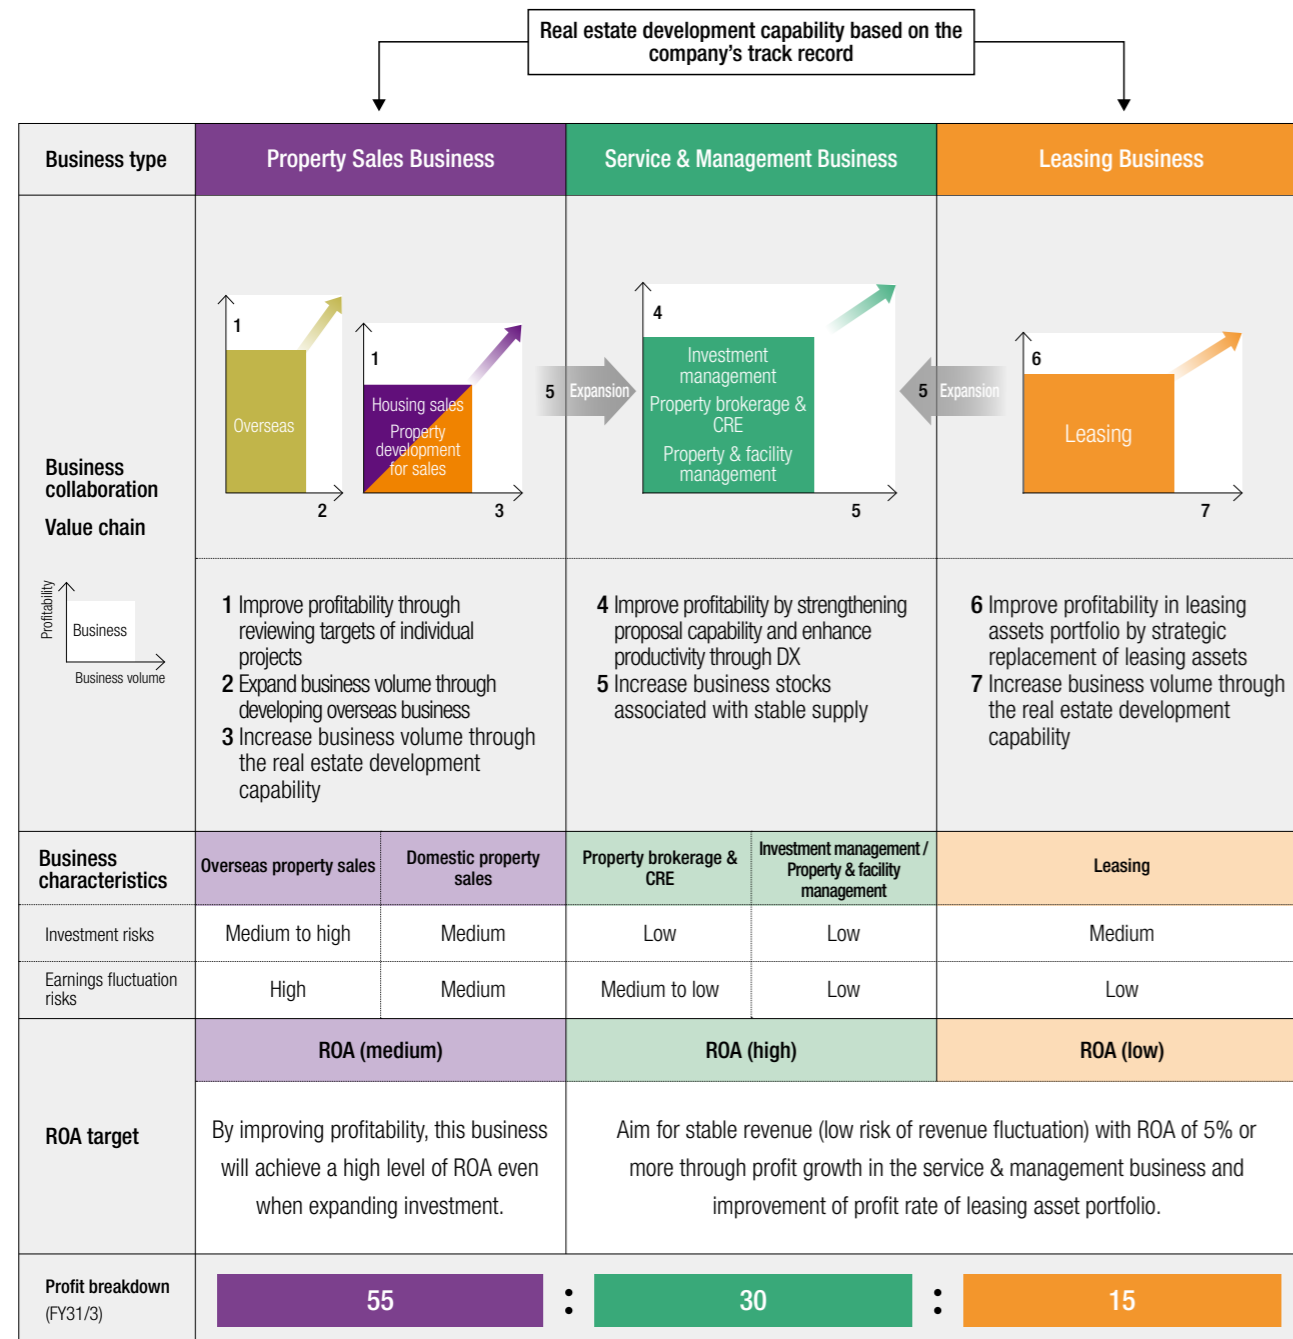 Real estate development capability based on the
company's track record
Business type
Property Sales Business
Service & Management Business
Leasing Business
Business
collaboration
Value chain
Profitability
Business
Business volume
1
Overseas
2
1
Housing sales
Property
development
for sales
3
5 Expansion
4
Investment
management
Property brokerage &
CRE
Property & facility
management
5
5 Expansion
6
Leasing
7
1 Improve profitability through
reviewing targets of individual
projects
2 Expand business volume through
developing overseas business
3 Increase business volume through
the real estate development
capability
4 Improve profitability by strengthening
proposal capability and enhance
productivity through DX
5 Increase business stocks
associated with stable supply
6 Improve profitability in leasing
assets portfolio by strategic
replacement of leasing assets
7 Increase business volume through
the real estate development
capability
Business
characteristics
Overseas property sales
Domestic property
sales
Property brokerage &
CRE
Investment management /
Property & facility
management
Leasing
Investment risks
Medium to high
Medium
Low
Low
Medium
Earnings fluctuation
risks
High
Medium
Medium to low
Low
Low
ROA target
ROA (medium)
ROA (high)
ROA (low)
By improving profitability, this business
will achieve a high level of ROA even
when expanding investment.
Aim for stable revenue (low risk of revenue fluctuation) with ROA of 5% or
more through profit growth in the service & management business and
improvement of profit rate of leasing asset portfolio.
Profit breakdown
(FY31/3)
55 : 30 : 15